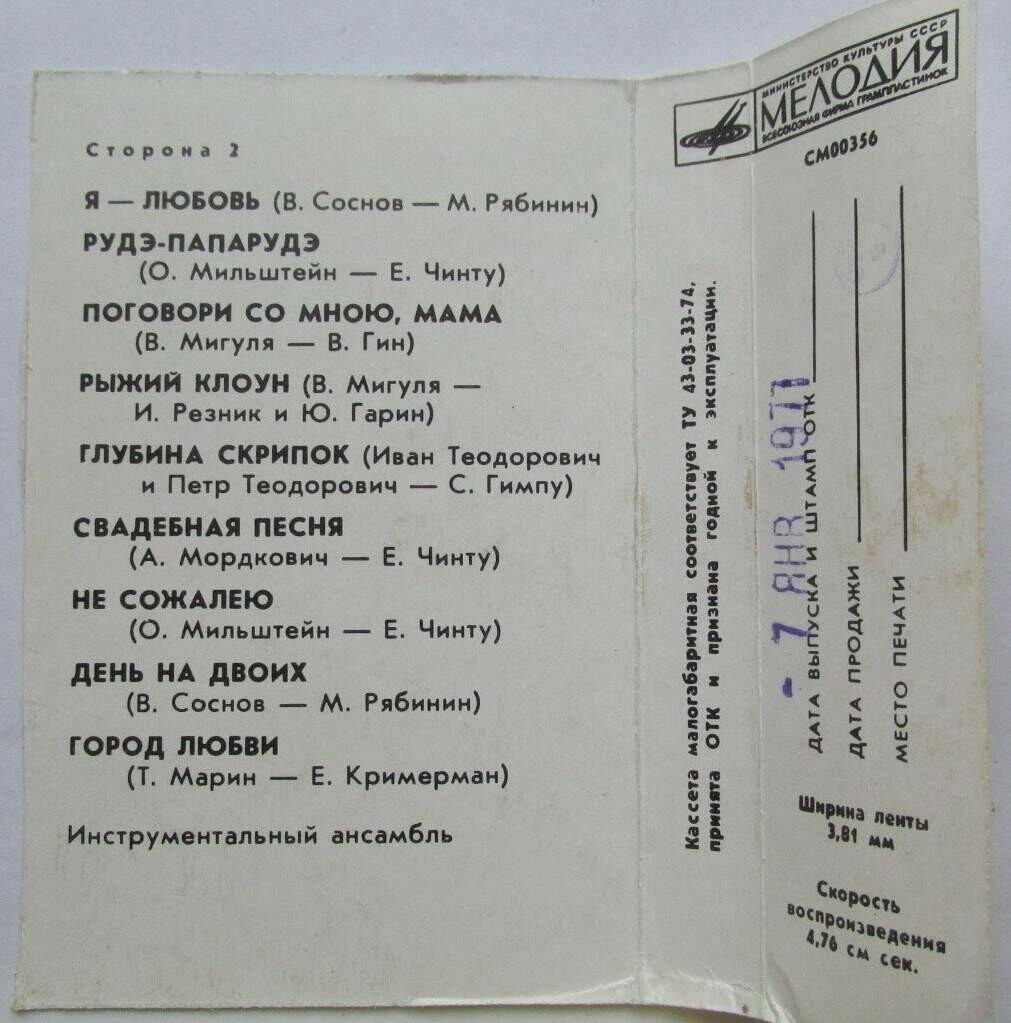 Сторона 2
Я — ЛЮБОВЬ (В. Соснов — М. Рябинин)
РУДЭ-ПАПАРУДЭ
(О. Мильштейн — Е. Чинту)
ПОГОВОРИ СО МНОЮ, МАМА
(В. Мигуля — В. Гин)
РЫЖИЙ КЛОУН (В. Мигуля —
И. Резник и Ю. Гарин)
ГЛУБИНА СКРИПОК (Иван Теодорович
и Петр Теодорович — С. Гимпу)
СВАДЕБНАЯ ПЕСНЯ
(А. Мордкович — Е. Чинту)
НЕ СОЖАЛЕЮ
(О. Мильштейн — Е. Чинту)
ДЕНЬ НА ДВОИХ
(В. Соснов — М. Рябинин)
ГОРОД ЛЮБВИ
(Т. Марин — Е. Кримерман)
Инструментальный ансамбль
Кассета малогабаритная соответствует ТУ 43-03-33-74,
принята ОТК и признана годной к эксплуатации.
МИНИСТЕРСТВО КУЛЬТУРЫ СССР
МЕЛОДИЯ
ВСЕСОЮЗНАЯ ФИРМА ГРАМПЛАСТИНОК
СМ00356
- 7 ЯНВ 1977
ДАТА ВЫПУСКА И ШТАМП ОТК
ДАТА ПРОДАЖИ
МЕСТО ПЕЧАТИ
Ширина ленты
3,81 мм
Скорость
воспроизведения
4,76 см сек.